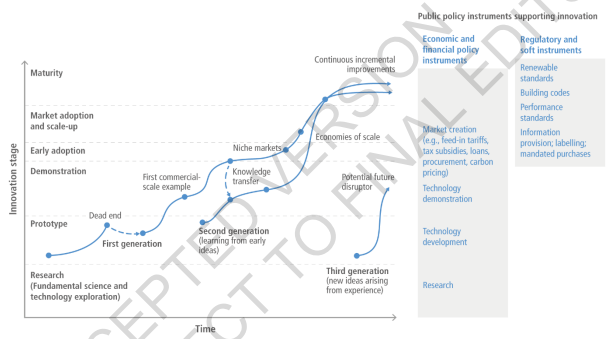 Public policy instruments supporting innovation
Economic and
financial policy
instruments
Regulatory and
soft instruments
Continuous incremental
improvements
Maturity
Renewable
standards
Building codes
Performance
standards
Market adoption
and scale-up
Economies of scale
Market creation
(e.g., feed-in tariffs,
tax subsidies, loans,
procurement, carbon
pricing)
Information
provision; labelling;
mandated purchases
Early adoption
Niche markets
Demonstration
First commercial-
scale example
Knowledge
transfer
Potential future
disruptor
Technology
demonstration
Innovation stage
Prototype
Dead end
First generation
Second generation
(learning from early
ideas)
Technology
development
Research
(Fundamental science and
technology exploration)
Third generation
(new ideas arising
from experience)
Research
Time
CCEPTED VERSION
ECT TO FINAL EDITS